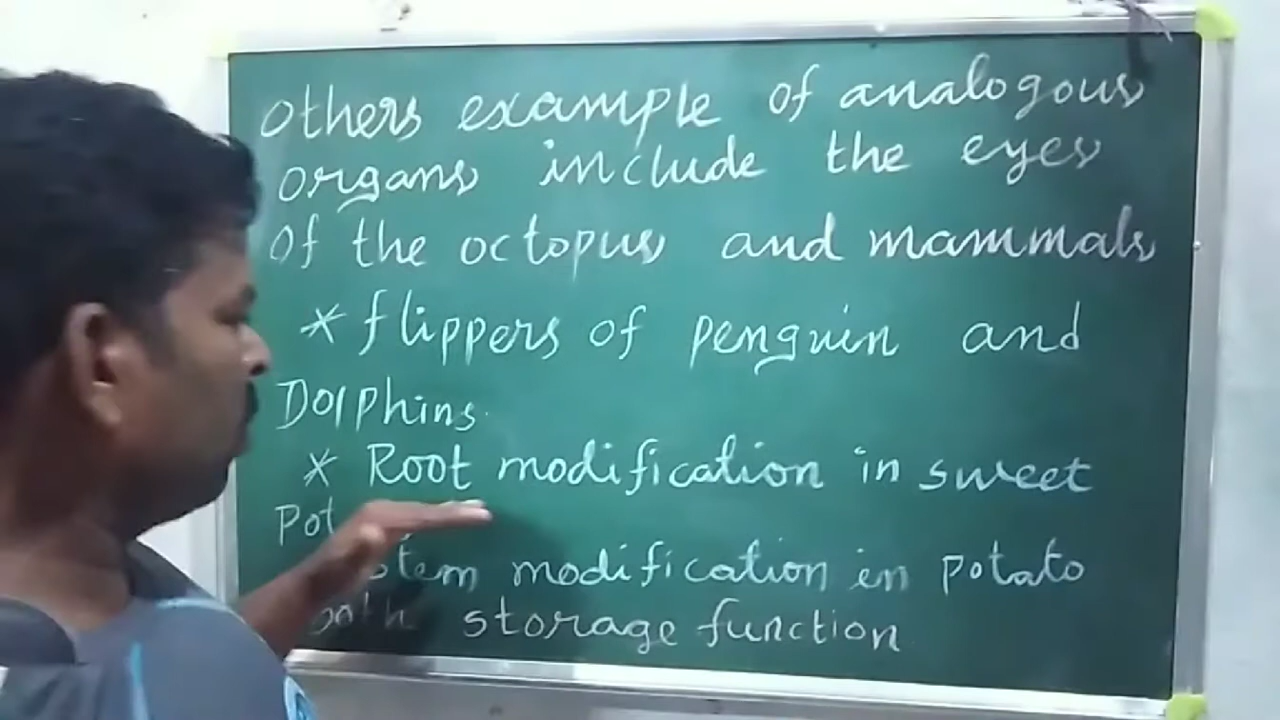 Others example of analogous
organs include the eyes
Of the octopus and mammals
* flippers of penguin and
Dolphins.
* Root modification in sweet
Pot
stem modification in potato
storage function